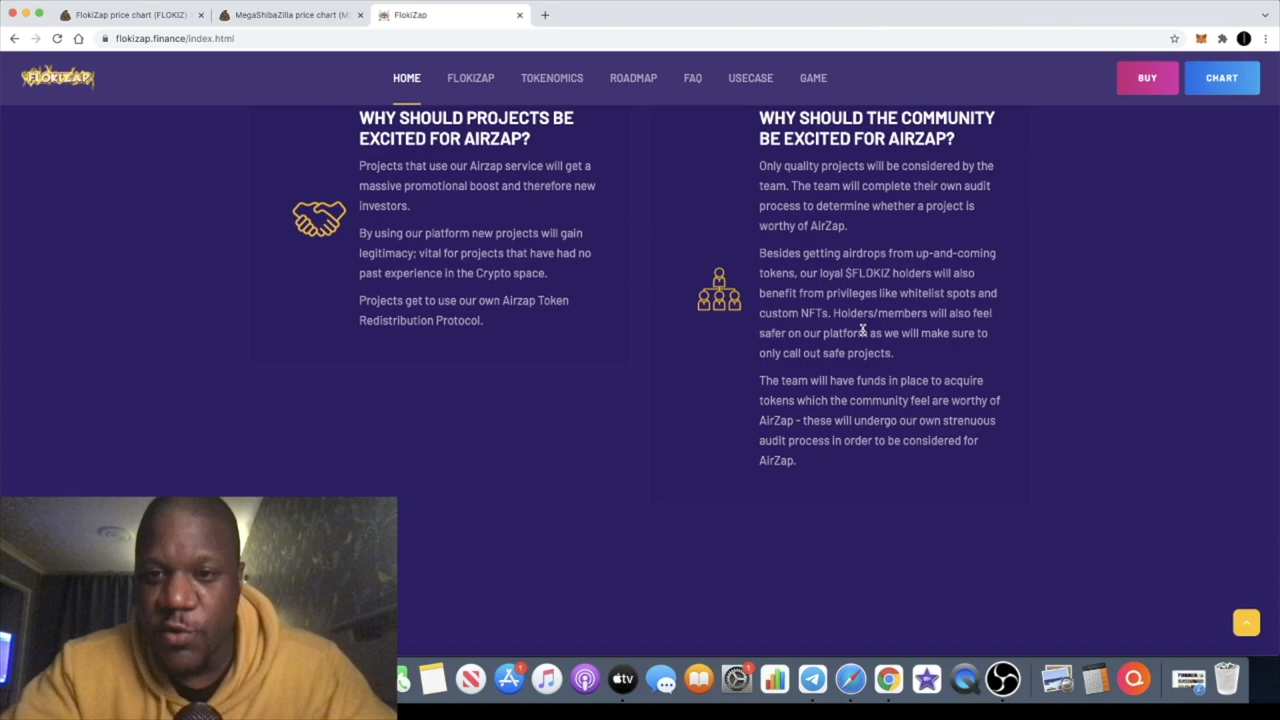 FlokiZap price chart (FLOKIZ)
MegaShibaZilla price chart (M
FlokiZap
flokizap.finance/index.html
FLOKIZAP
HOME
FLOKIZAP
TOKENOMICS
ROADMAP
FAQ
USECASE
GAME
BUY
CHART
WHY SHOULD PROJECTS BE
EXCITED FOR AIRZAP?
Projects that use our Airzap service will get a
massive promotional boost and therefore new
investors.
By using our platform new projects will gain
legitimacy; vital for projects that have had no
past experience in the Crypto space.
Projects get to use our own Airzap Token
Redistribution Protocol.
WHY SHOULD THE COMMUNITY
BE EXCITED FOR AIRZAP?
Only quality projects will be considered by the
team. The team will complete their own audit
process to determine whether a project is
worthy of AirZap.
Besides getting airdrops from up-and-coming
tokens, our loyal $FLOKIZ holders will also
benefit from privileges like whitelist spots and
custom NFTs. Holders/members will also feel
safer on our platform as we will make sure to
only call out safe projects.
The team will have funds in place to acquire
tokens which the community feel are worthy of
AirZap - these will undergo our own strenuous
audit process in order to be considered for
AirZap.
1
tv
1